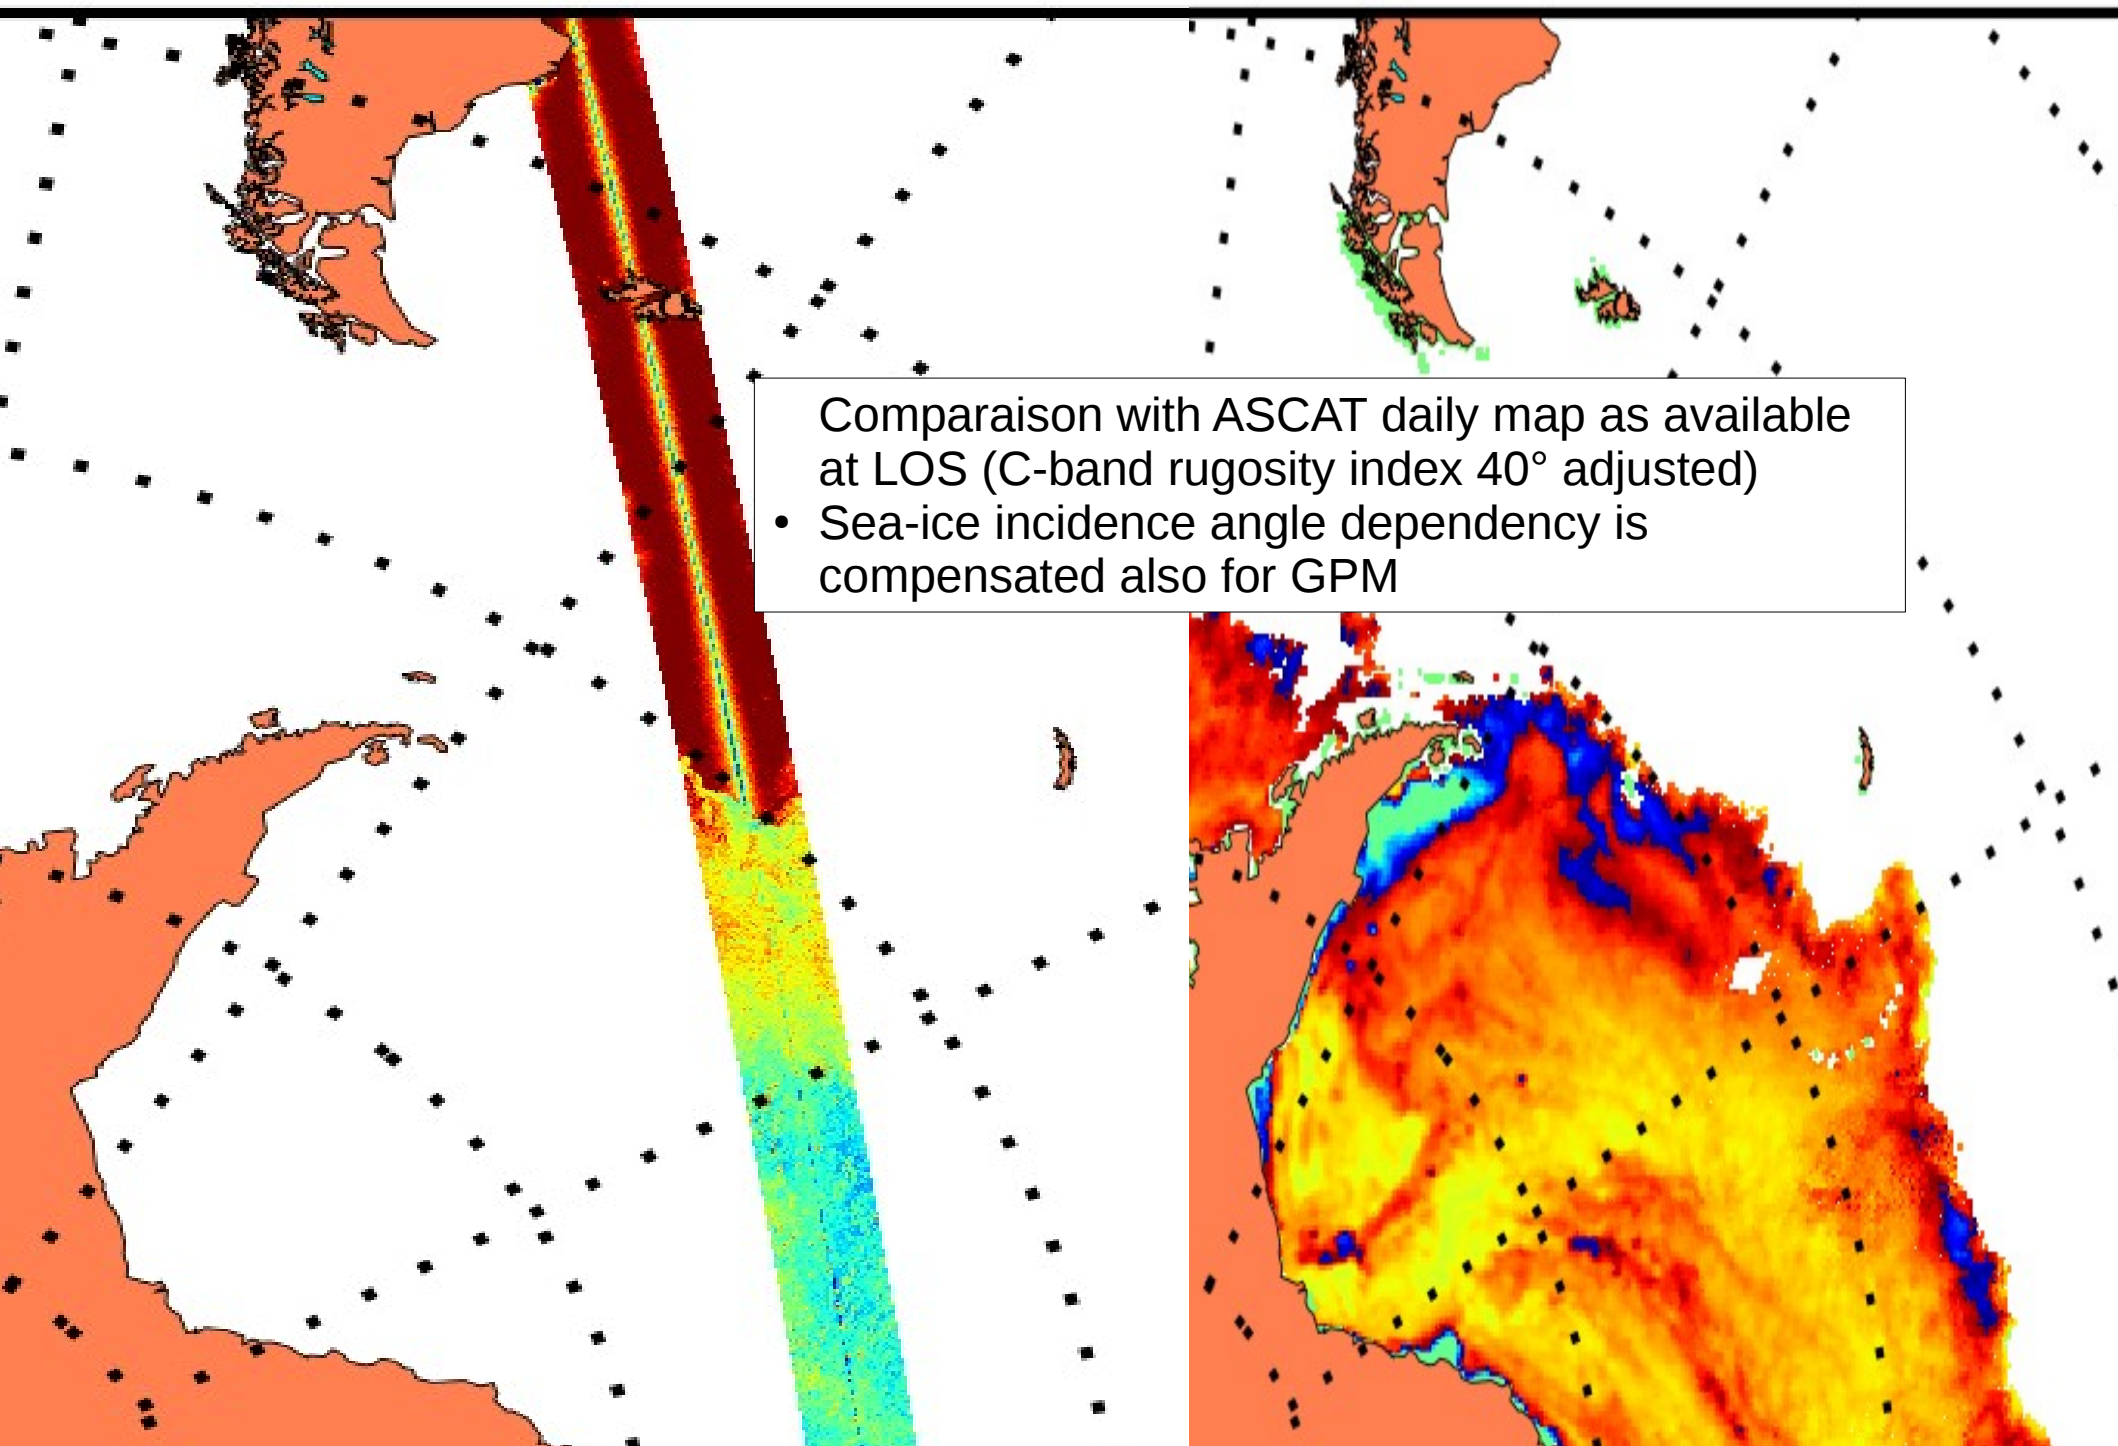 Comparaison with ASCAT daily map as available
at LOS (C-band rugosity index 40° adjusted)
• Sea-ice incidence angle dependency is
compensated also for GPM